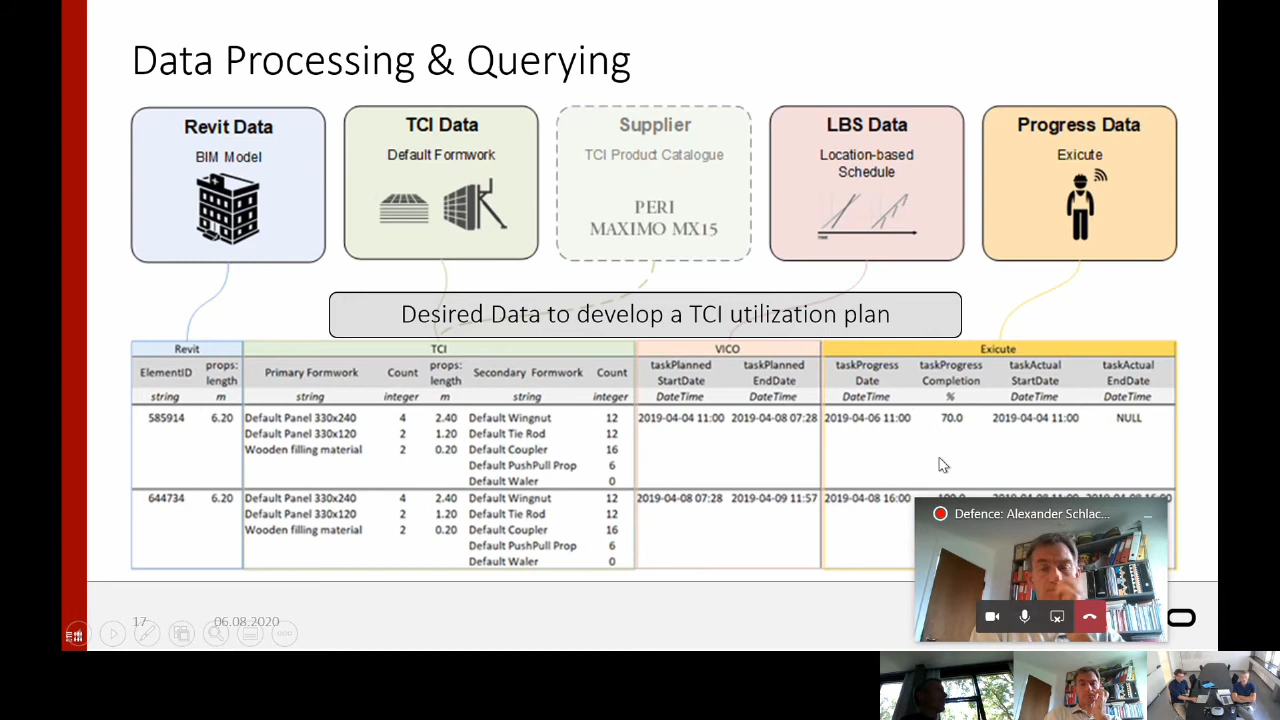 Data Processing & Querying
Revit Data
BIM Model
TCI Data
Default Formwork
Supplier
TCI Product Catalogue
PERI
MAXIMO MX15
LBS Data
Location-based
Schedule
TIME
Progress Data
Exicute
Desired Data to develop a TCI utilization plan
Revit TCI VICO Exicute
ElementID props: length Primary Formwork Count props: length Secondary Formwork Count taskPlanned StartDate taskPlanned EndDate taskProgress Date taskProgress Completion taskActual StartDate taskActual EndDate
string m string integer m string integer DateTime DateTime DateTime % DateTime DateTime
585914 6.20 Default Panel 330x240 4 2.40 Default Wingnut 12 2019-04-04 11:00 2019-04-08 07:28 2019-04-06 11:00 70.0 2019-04-04 11:00 NULL
Default Panel 330x120 2 1.20 Default Tie Rod 12
Wooden filling material 2 0.20 Default Coupler 16
Default PushPull Prop 6
Default Waler 0
644734 6.20 Default Panel 330x240 4 2.40 Default Wingnut 12 2019-04-08 07:28 2019-04-09 11:57 2019-04-08 16:00
Default Panel 330x120 2 1.20 Default Tie Rod 12
Wooden filling material 2 0.20 Default Coupler 16
Default PushPull Prop 6
Default Waler 0
Defence: Alexander Schlac...
17 06.08.2020